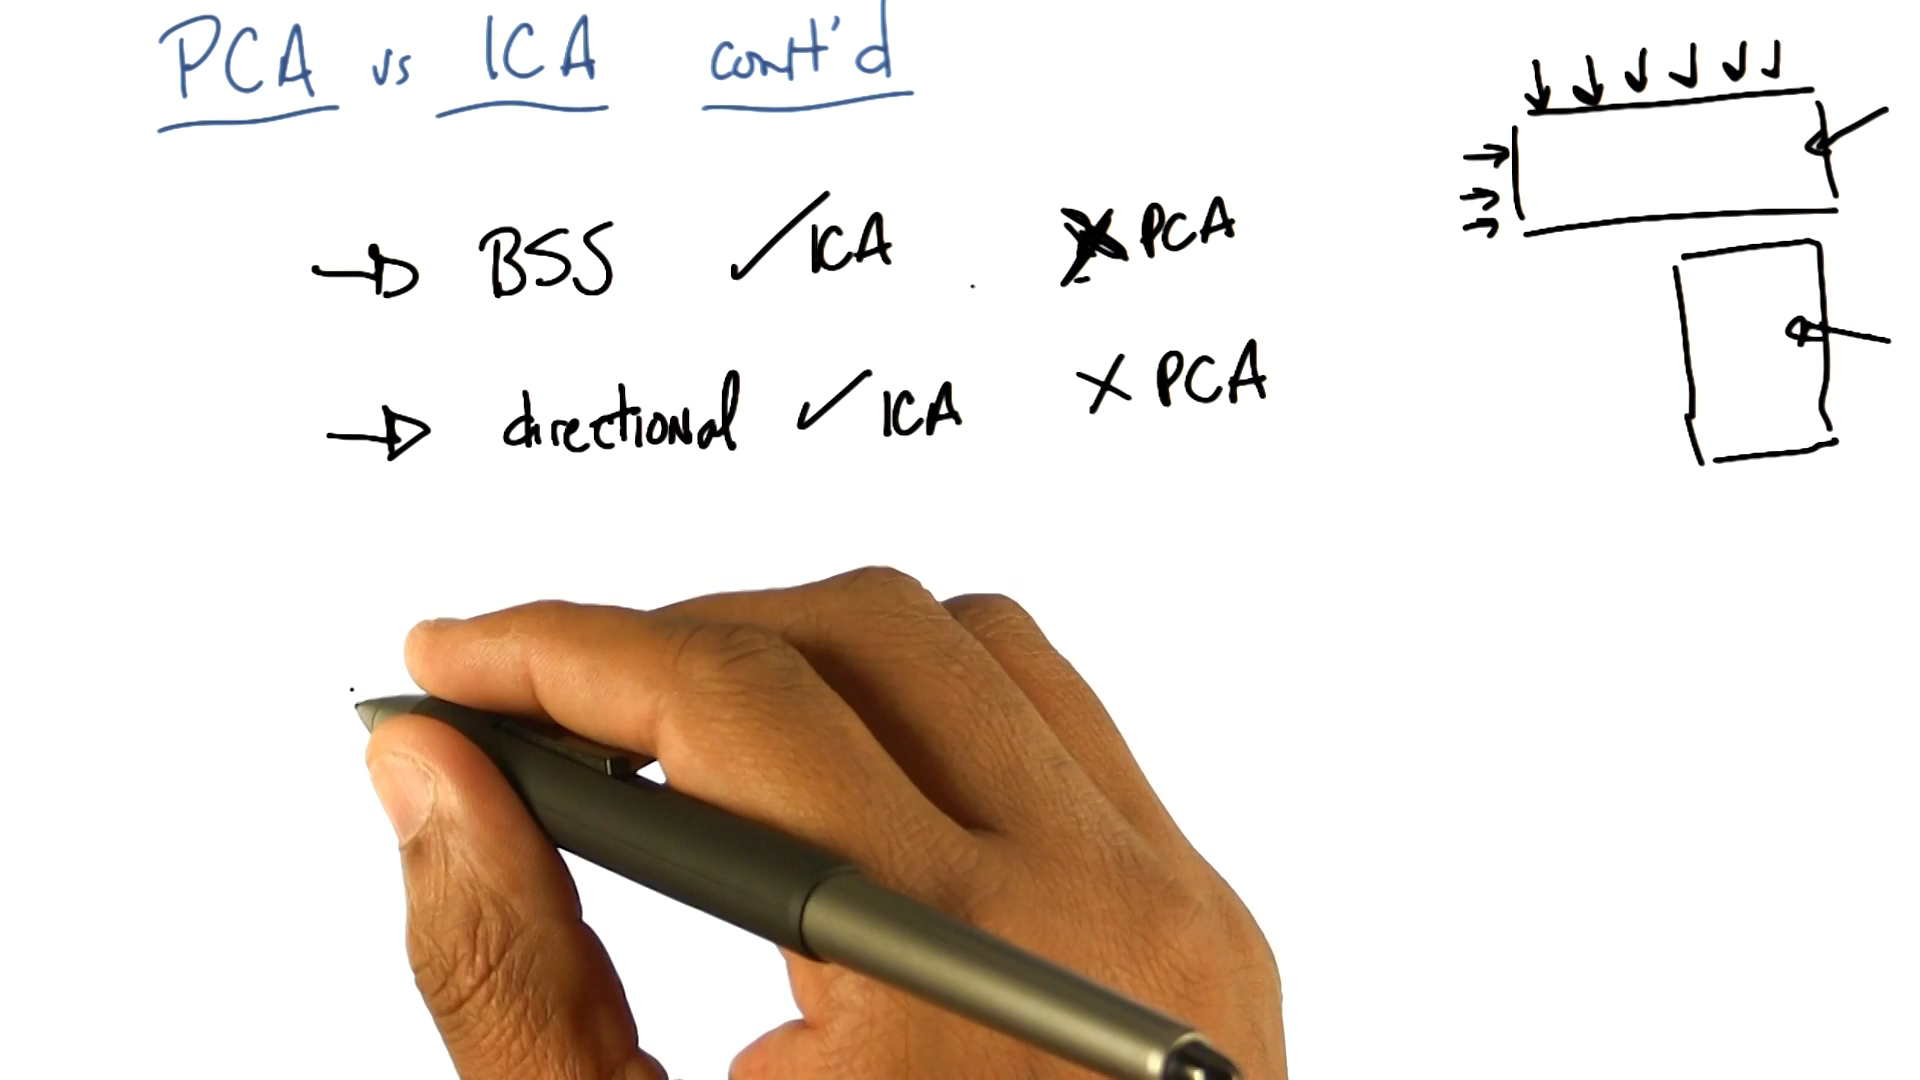 PCA vs ICA cont'd
BSS ✓ ICA X PCA
directional ✓ ICA X PCA